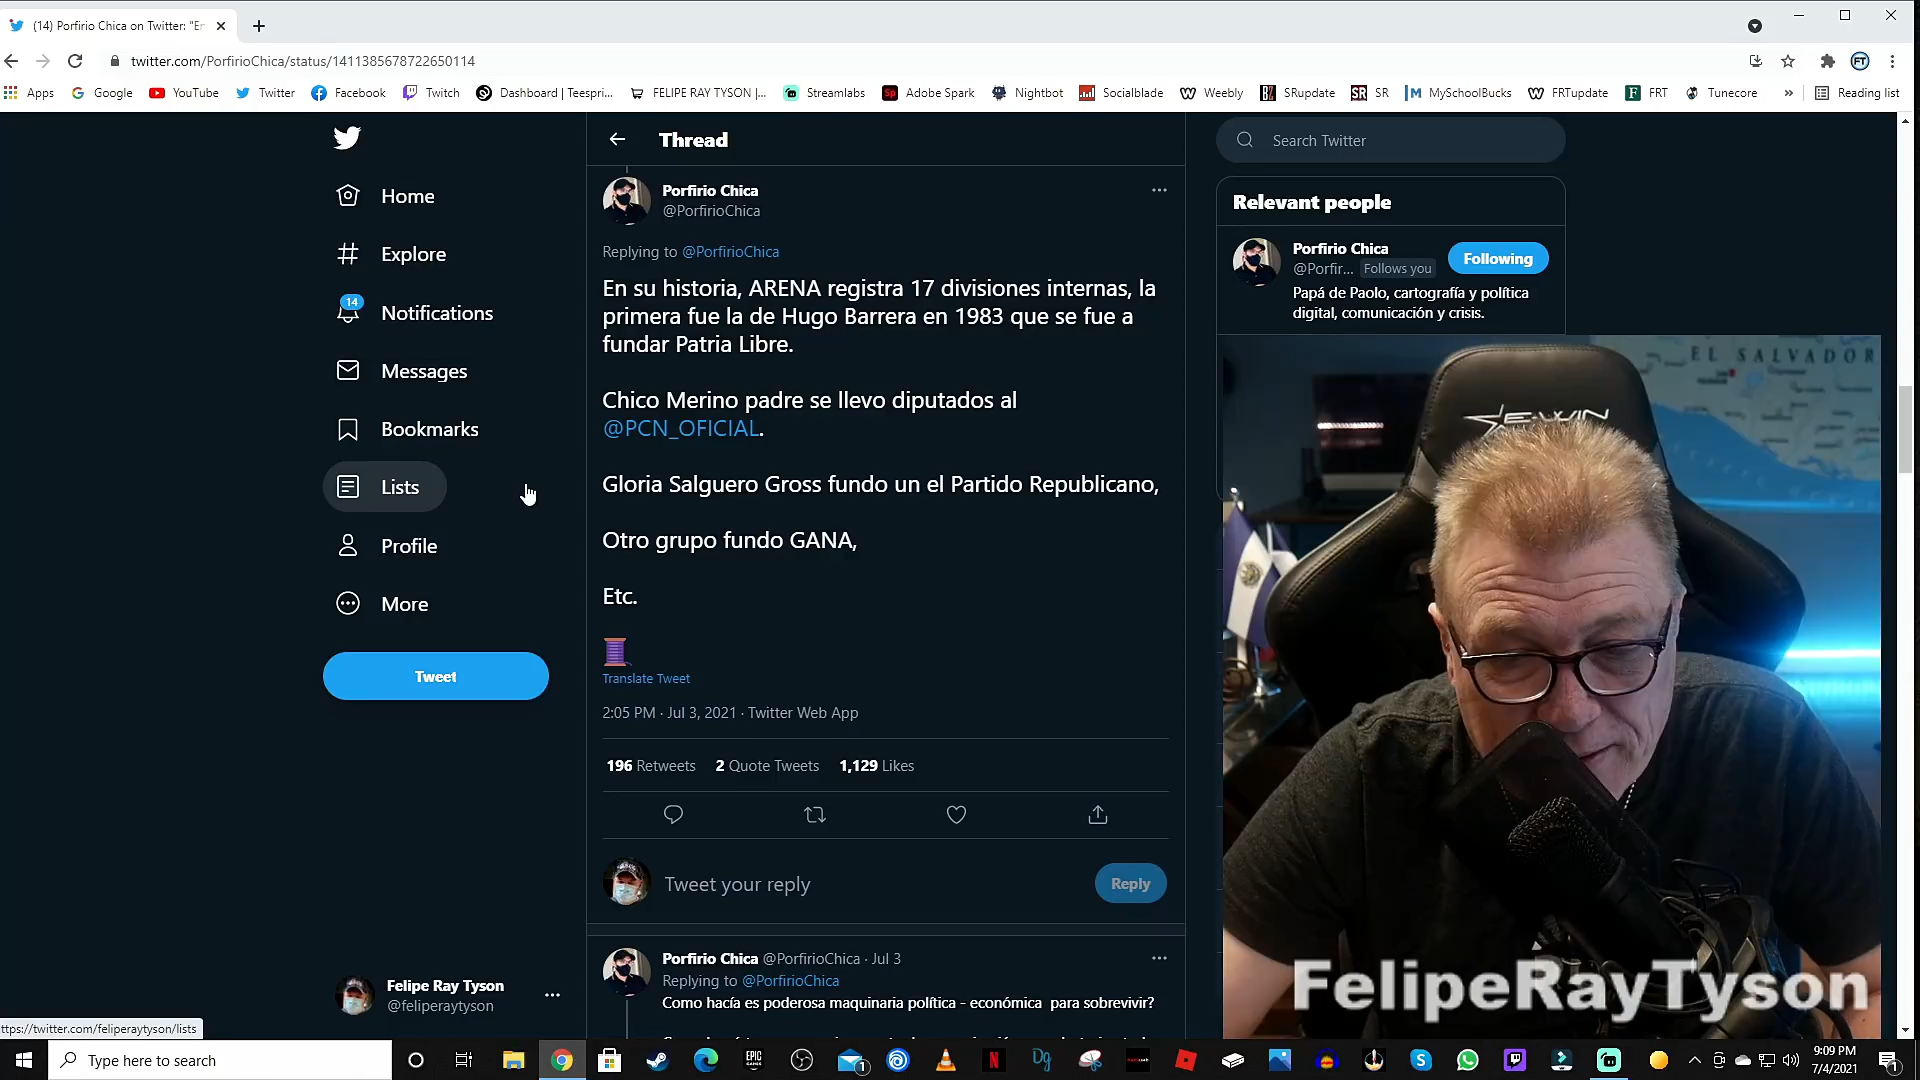 (14) Porfirio Chica on Twitter: "En
twitter.com/PorfirioChica/status/1411385678722650114
Apps Google YouTube Twitter Facebook Twitch Dashboard | Teespri... FELIPE RAY TYSON |... Streamlabs Adobe Spark Nightbot Socialblade Weebly SRupdate SR MySchoolBucks FRTupdate FRT Tunecore » Reading list
Home
Explore
14
Notifications
Messages
Bookmarks
Lists
Profile
More
Tweet
Felipe Ray Tyson
@feliperaytyson
ttps://twitter.com/feliperaytyson/lists
Thread
Porfirio Chica
@PorfirioChica
Replying to @PorfirioChica
En su historia, ARENA registra 17 divisiones internas, la
primera fue la de Hugo Barrera en 1983 que se fue a
fundar Patria Libre.
Chico Merino padre se llevo diputados al
@PCN_OFICIAL.
Gloria Salguero Gross fundo un el Partido Republicano,
Otro grupo fundo GANA,
Etc.
Translate Tweet
2:05 PM · Jul 3, 2021 · Twitter Web App
196 Retweets 2 Quote Tweets 1,129 Likes
Tweet your reply
Reply
Porfirio Chica @PorfirioChica · Jul 3
Replying to @PorfirioChica
Como hacía es poderosa maquinaria política - económica para sobrevivir?
Search Twitter
Relevant people
Porfirio Chica
@Porfir... Follows you
Following
Papá de Paolo, cartografía y política
digital, comunicación y crisis.
EL SALVADOR
E-WIN
FelipeRayTyson
Type here to search
9:09 PM
7/4/2021